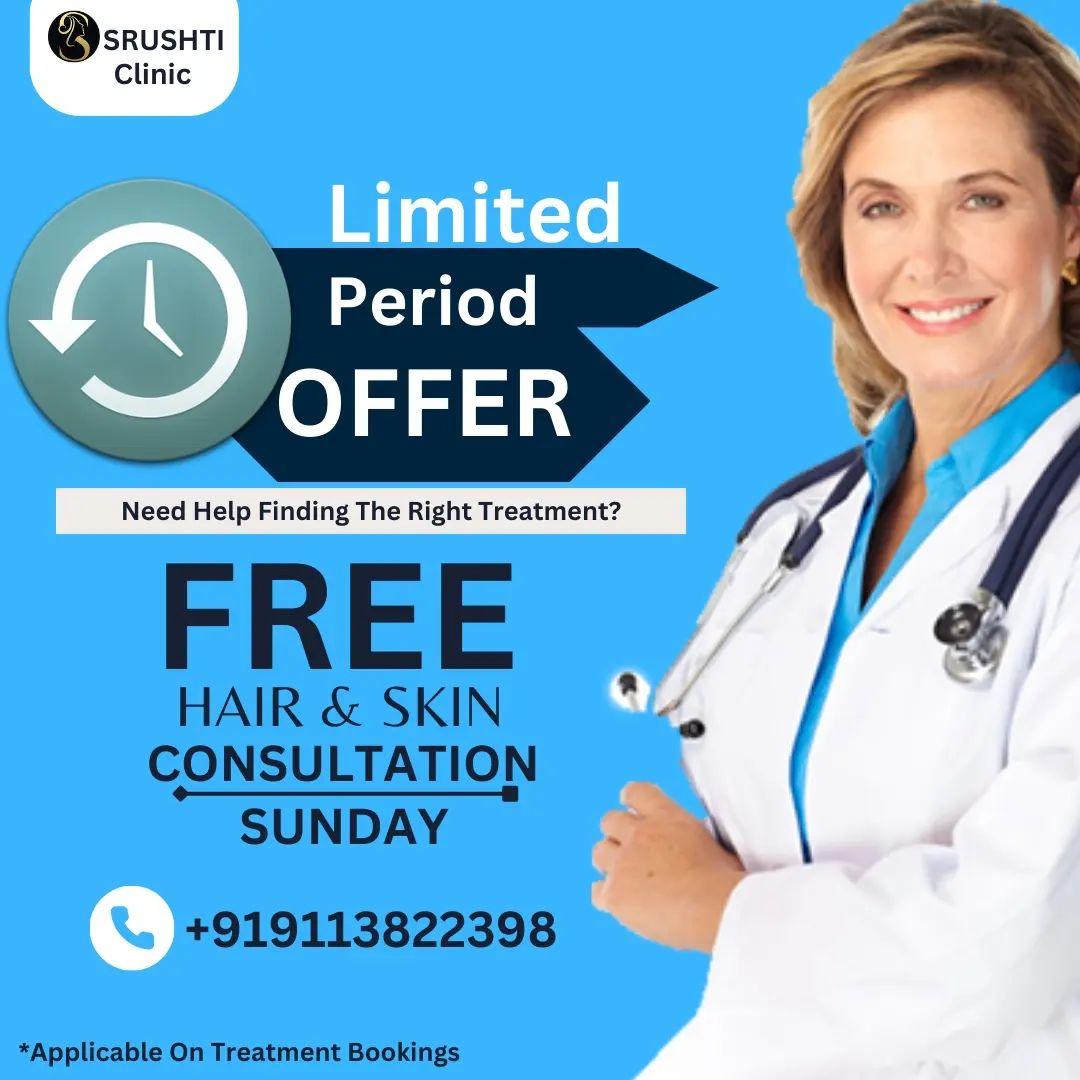 SRUSHTI
Clinic
Limited
Period
OFFER
Need Help Finding The Right Treatment?
FREE
HAIR & SKIN
CONSULTATION
SUNDAY
+919113822398
*Applicable On Treatment Bookings